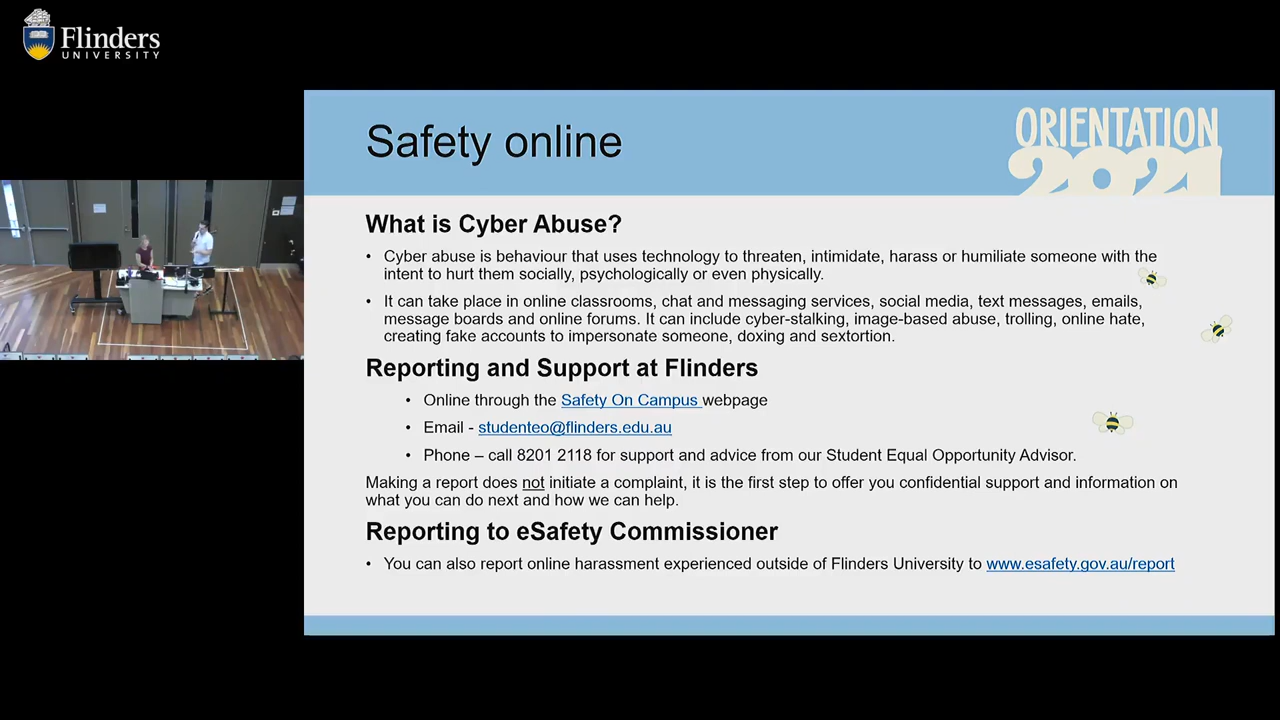 Flinders
UNIVERSITY
Safety online
ORIENTATION
2021
What is Cyber Abuse?
• Cyber abuse is behaviour that uses technology to threaten, intimidate, harass or humiliate someone with the
intent to hurt them socially, psychologically or even physically.
• It can take place in online classrooms, chat and messaging services, social media, text messages, emails,
message boards and online forums. It can include cyber-stalking, image-based abuse, trolling, online hate,
creating fake accounts to impersonate someone, doxing and sextortion.
Reporting and Support at Flinders
• Online through the Safety On Campus webpage
• Email - studenteo@flinders.edu.au
• Phone – call 8201 2118 for support and advice from our Student Equal Opportunity Advisor.
Making a report does not initiate a complaint, it is the first step to offer you confidential support and information on
what you can do next and how we can help.
Reporting to eSafety Commissioner
• You can also report online harassment experienced outside of Flinders University to www.esafety.gov.au/report